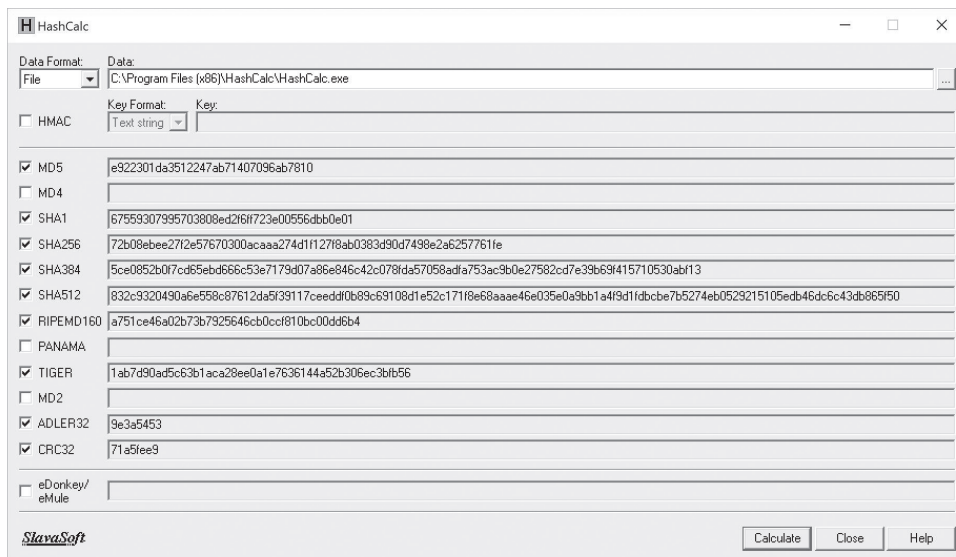 HashCalc
Data Format: Data:
File C:\Program Files (x86)\HashCalc\HashCalc.exe ...
Key Format: Key:
HMAC Text string
MD5 e922301da3512247ab71407096ab7810
MD4
SHA1 67559307995703808ed2f6ff723e00556dbb0e01
SHA256 72b08ebee27f2e57670300acaaa274d1f127f8ab0383d90d7498e2a6257761fe
SHA384 5ce0852b0f7cd65ebd666c53e7179d07a86e846c42c078fda57058adfa753ac9b0e27582cd7e39b69f415710530abf13
SHA512 832c9320490a6e558c87612da5f39117ceeddf0b89c69108d1e52c171f8e68aaae46e035e0a9bb1a4f9d1fdbcbe7b5274eb0529215105edb46dc6c43db865f50
RIPEMD160 a751ce46a02b73b7925646cb0ccf810bc00dd6b4
PANAMA
TIGER 1ab7d90ad5c63b1aca28ee0a1e7636144a52b306ec3bfb56
MD2
ADLER32 9e3a5453
CRC32 71a5fee9
eDonkey/
eMule
SlavaSoft Calculate Close Help